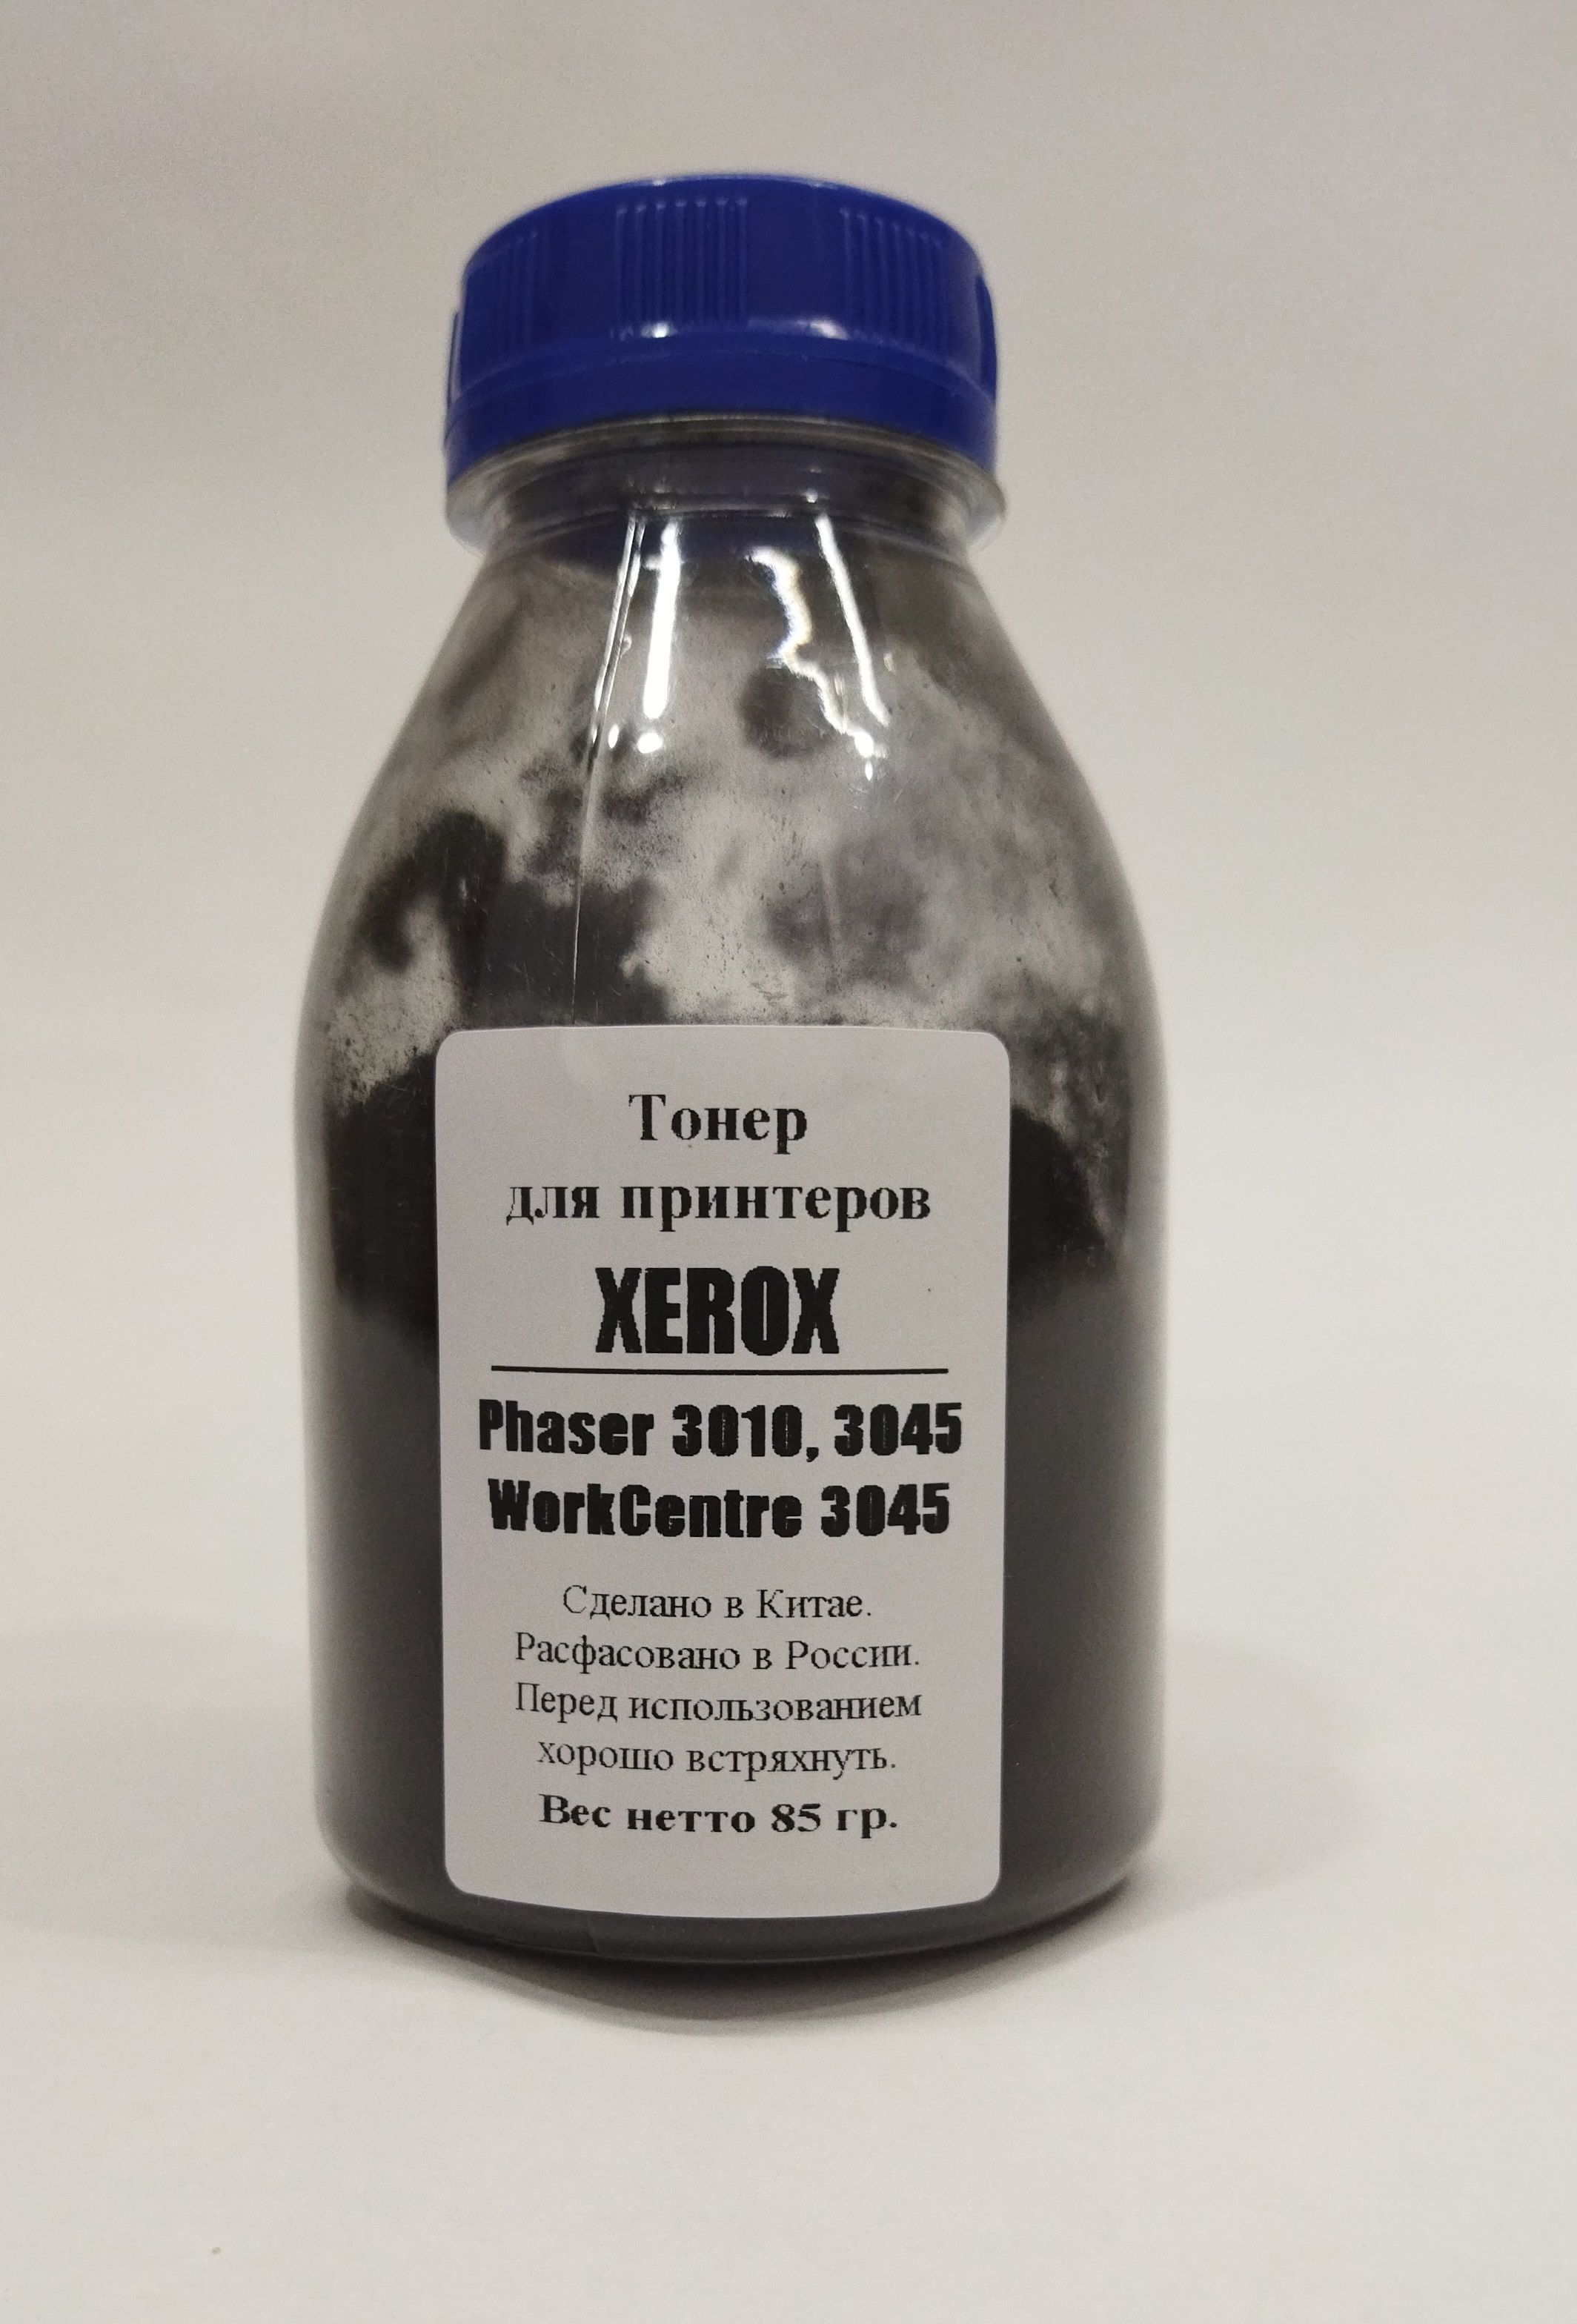 Тонер
для принтеров
XEROX
Phaser 3010, 3045
WorkCentre 3045
Сделано в Китае.
Расфасовано в России.
Перед использованием
хорошо встряхнуть.
Вес нетто 85 гр.